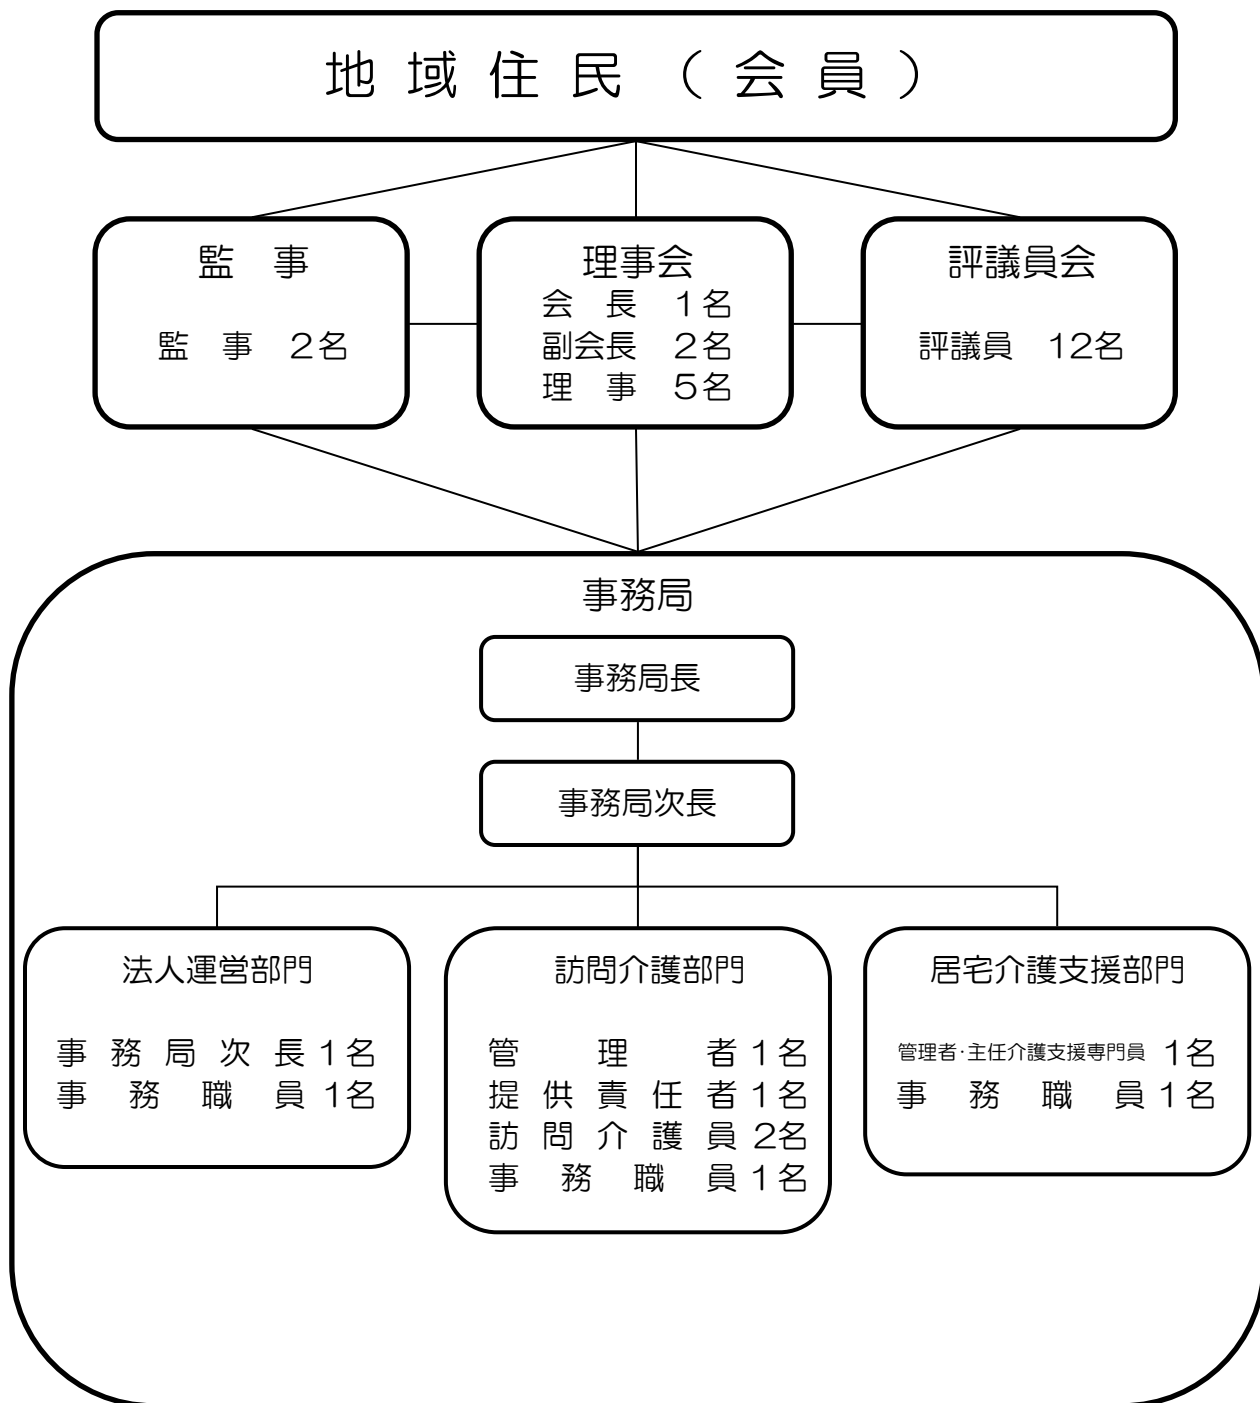 地域住民（会員）
監　事
監　事　2名
理事会
会　長　1名
副会長　2名
理　事　5名
評議員会
評議員　12名
事務局
事務局長
事務局次長
法人運営部門
事務局次長1名
事務職員1名
訪問介護部門
管理者1名
提供責任者1名
訪問介護員2名
事務職員1名
居宅介護支援部門
管理者･主任介護支援専門員 1名
事務職員1名